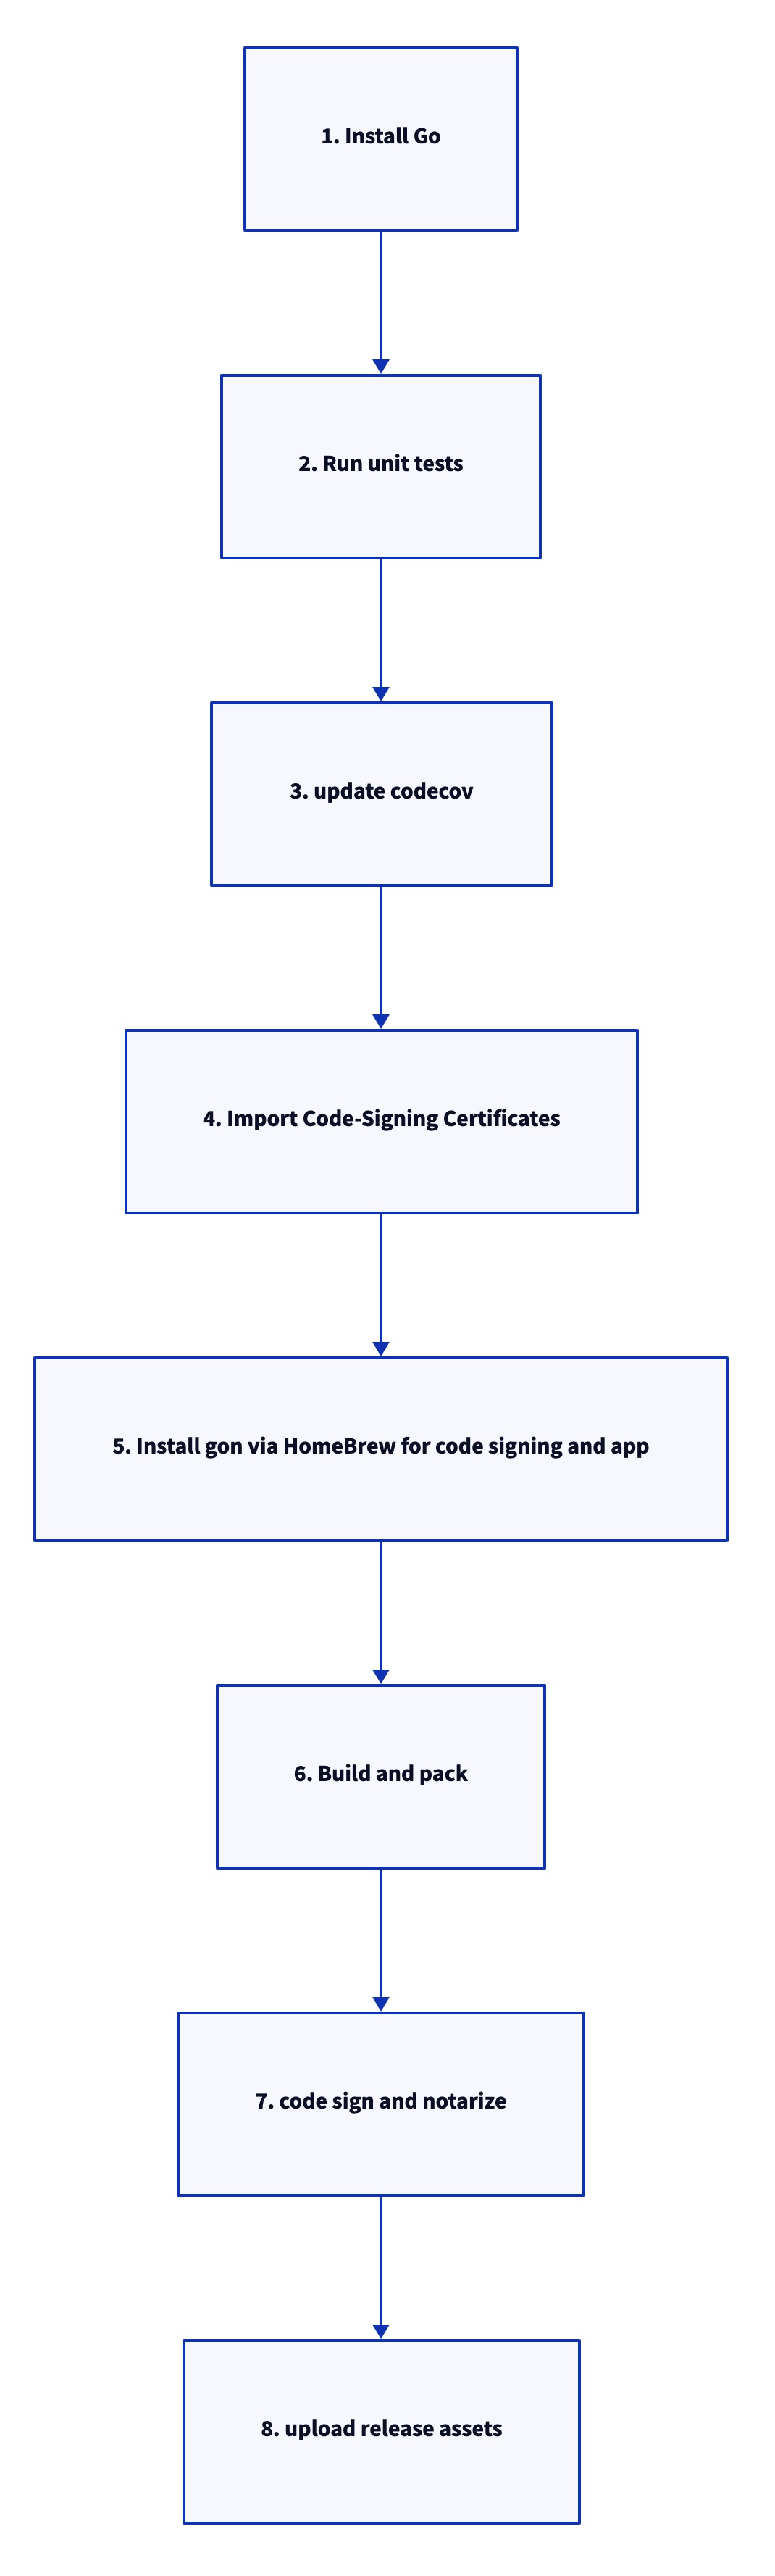 1. Install Go
2. Run unit tests
3. update codecov
4. Import Code-Signing Certificates
5. Install gon via HomeBrew for code signing and app
6. Build and pack
7. code sign and notarize
8. upload release assets